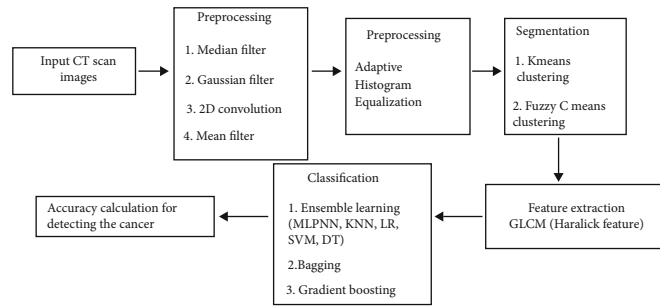 Input CT scan
images
Preprocessing
1. Median filter
2. Gaussian filter
3. 2D convolution
4. Mean filter
Preprocessing
Adaptive
Histogram
Equalization
Segmentation
1. Kmeans
clustering
2. Fuzzy C means
clustering
Feature extraction
GLCM (Haralick feature)
Classification
1. Ensemble learning
(MLPNN, KNN, LR,
SVM, DT)
2.Bagging
3. Gradient boosting
Accuracy calculation for
detecting the cancer